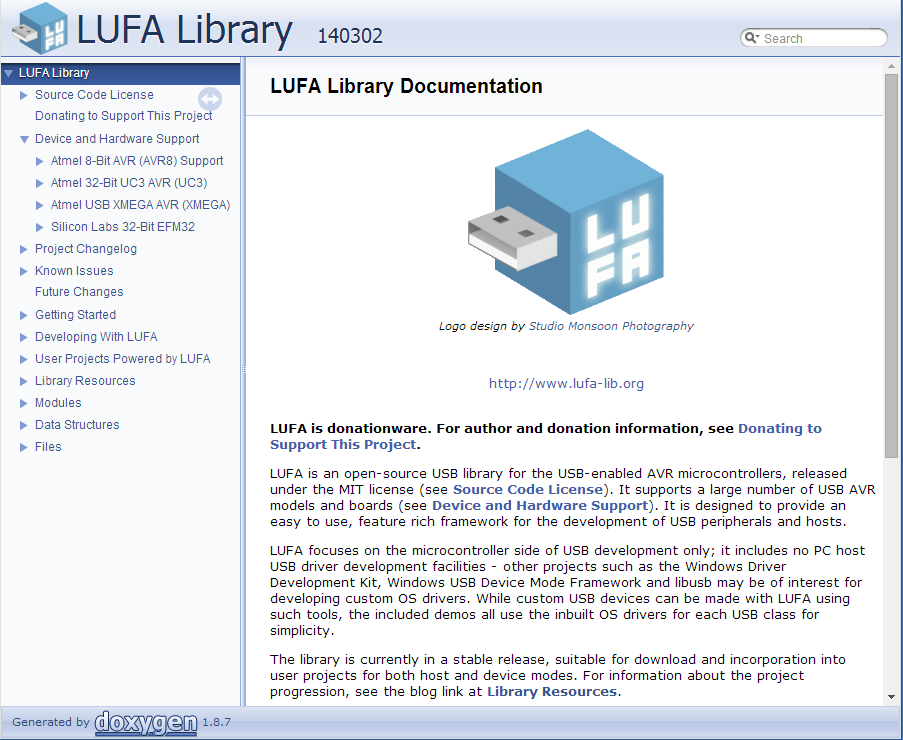 LUFA Library 140302
Search
LUFA Library
Source Code License
Donating to Support This Project
Device and Hardware Support
Atmel 8-Bit AVR (AVR8) Support
Atmel 32-Bit UC3 AVR (UC3)
Atmel USB XMEGA AVR (XMEGA)
Silicon Labs 32-Bit EFM32
Project Changelog
Known Issues
Future Changes
Getting Started
Developing With LUFA
User Projects Powered by LUFA
Library Resources
Modules
Data Structures
Files
LUFA Library Documentation
LU
FA
Logo design by Studio Monsoon Photography
http://www.lufa-lib.org
LUFA is donationware. For author and donation information, see Donating to
Support This Project.
LUFA is an open-source USB library for the USB-enabled AVR microcontrollers, released
under the MIT license (see Source Code License). It supports a large number of USB AVR
models and boards (see Device and Hardware Support). It is designed to provide an
easy to use, feature rich framework for the development of USB peripherals and hosts.
LUFA focuses on the microcontroller side of USB development only; it includes no PC host
USB driver development facilities - other projects such as the Windows Driver
Development Kit, Windows USB Device Mode Framework and libusb may be of interest for
developing custom OS drivers. While custom USB devices can be made with LUFA using
such tools, the included demos all use the inbuilt OS drivers for each USB class for
simplicity.
The library is currently in a stable release, suitable for download and incorporation into
user projects for both host and device modes. For information about the project
progression, see the blog link at Library Resources.
Generated by doxygen 1.8.7